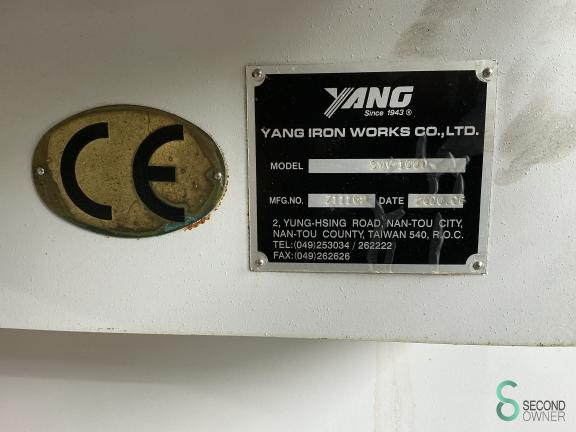 CE
YANG
Since 1943 ®
YANG IRON WORKS CO.,LTD.
MODEL
MFG.NO. DATE
2, YUNG-HSING ROAD, NAN-TOU CITY,
NAN-TOU COUNTY, TAIWAN 540, R.O.C.
TEL:(049)253034 / 262222
FAX:(049)262626
SECOND
OWNER